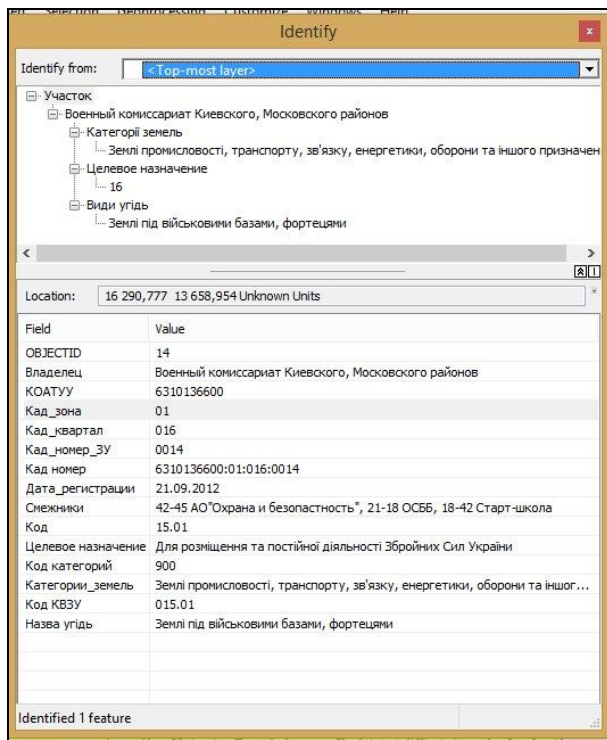 Selection Geoprocessing Customize Windows Help
Identify
x
Identify from: <Top-most layer>
Участок
Военный комиссариат Киевского, Московского районов
Категорії земель
Землі промисловості, транспорту, зв'язку, енергетики, оборони та іншого призначен
Целевое назначение
16
Види угідь
Землі під військовими базами, фортецями
Location: 16 290,777 13 658,954 Unknown Units
Field Value
OBJECTID 14
Владелец Военный комиссариат Киевского, Московского районов
КОАТУУ 6310136600
Кад_зона 01
Кад_квартал 016
Кад_номер_ЗУ 0014
Кад номер 6310136600:01:016:0014
Дата_регистрации 21.09.2012
Смежники 42-45 АО"Охрана и безопастность", 21-18 ОСББ, 18-42 Старт-школа
Код 15.01
Целевое назначение Для розміщення та постійної діяльності Збройних Сил України
Код категорий 900
Категории_земель Землі промисловості, транспорту, зв'язку, енергетики, оборони та іншог...
Код КВЗУ 015.01
Назва угідь Землі під військовими базами, фортецями
Identified 1 feature